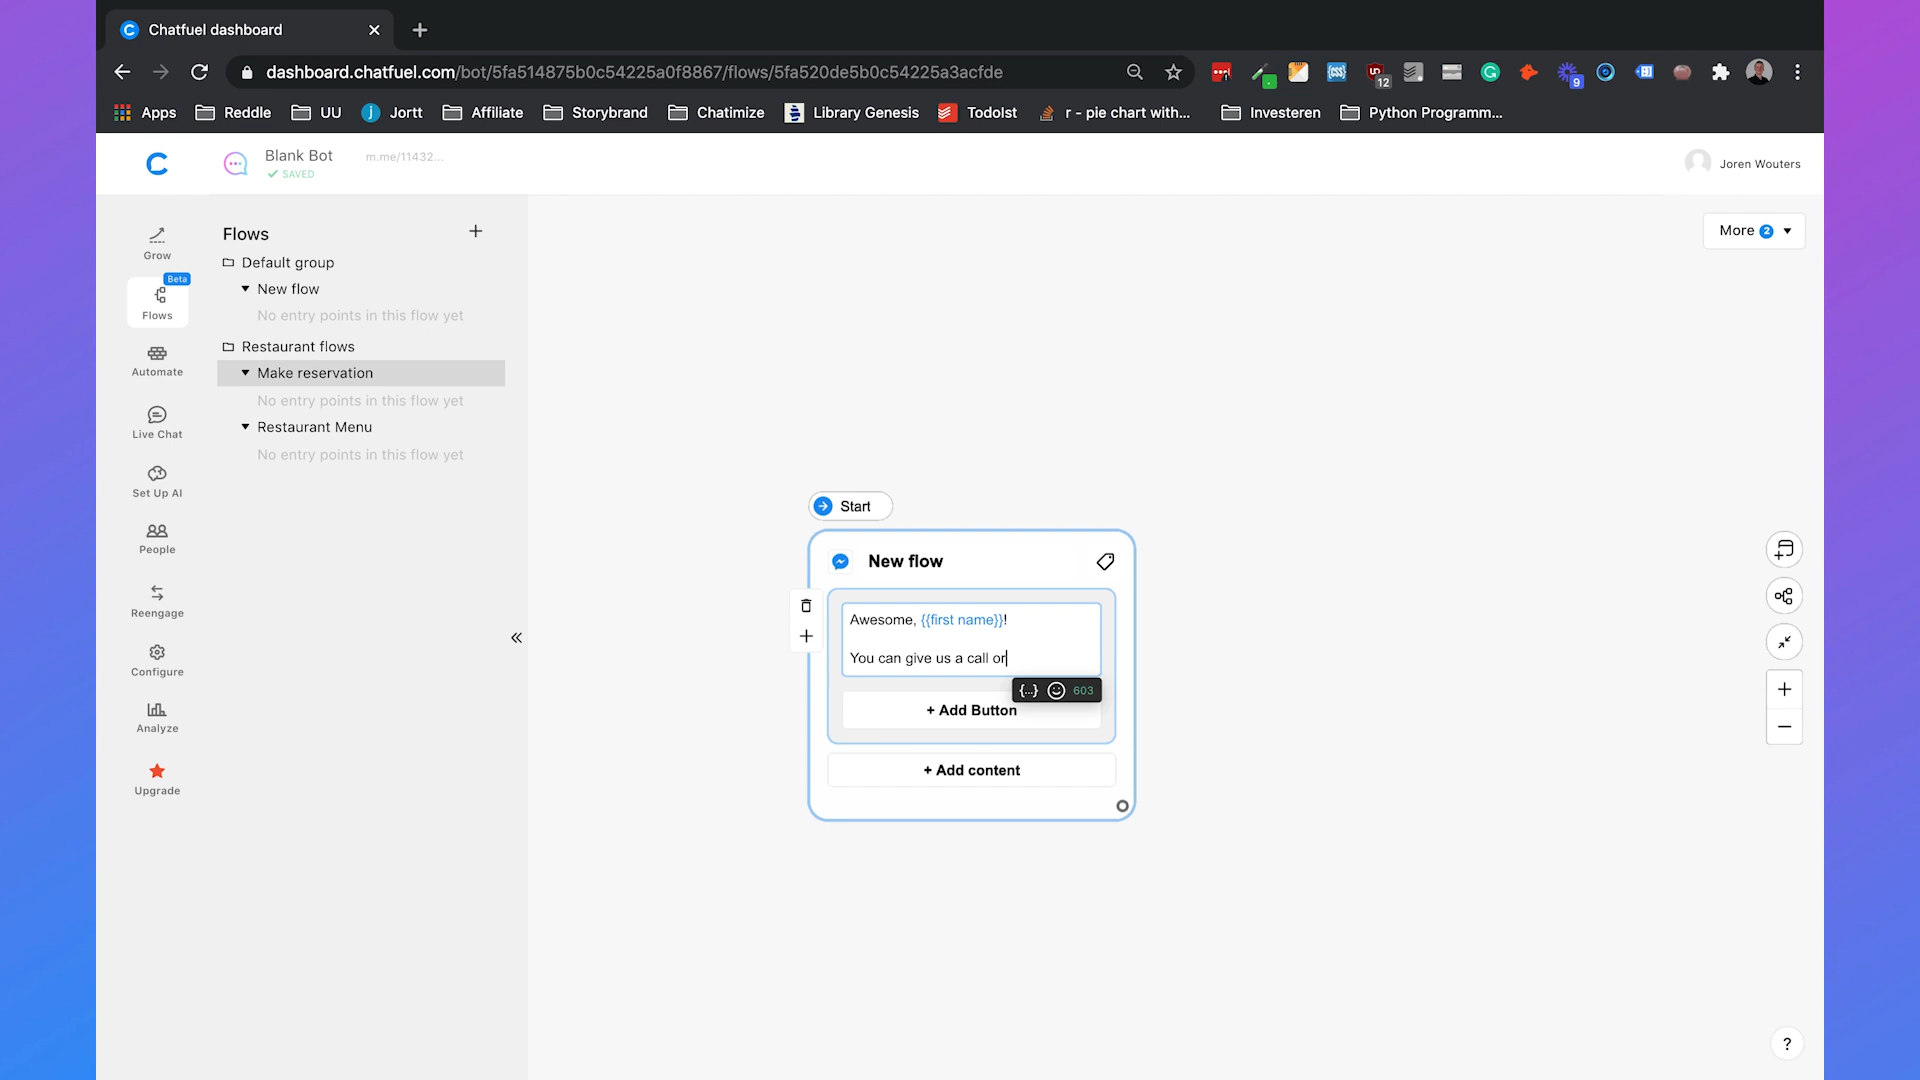 Chatfuel dashboard
dashboard.chatfuel.com/bot/5fa514875b0c54225a0f8867/flows/5fa520de5b0c54225a3acfde
12
9
Apps
Reddle
UU
Jortt
Affiliate
Storybrand
Chatimize
Library Genesis
TodoIst
r - pie chart with...
Investeren
Python Programm...
Blank Bot
m.me/11432...
SAVED
Joren Wouters
Grow
Beta
Flows
Automate
Live Chat
Set Up AI
People
Reengage
Configure
Analyze
Upgrade
Flows
Default group
New flow
No entry points in this flow yet
Restaurant flows
Make reservation
No entry points in this flow yet
Restaurant Menu
No entry points in this flow yet
More 2
Start
New flow
Awesome, {{first name}}!
You can give us a call or
{...} 603
+ Add Button
+ Add content
?